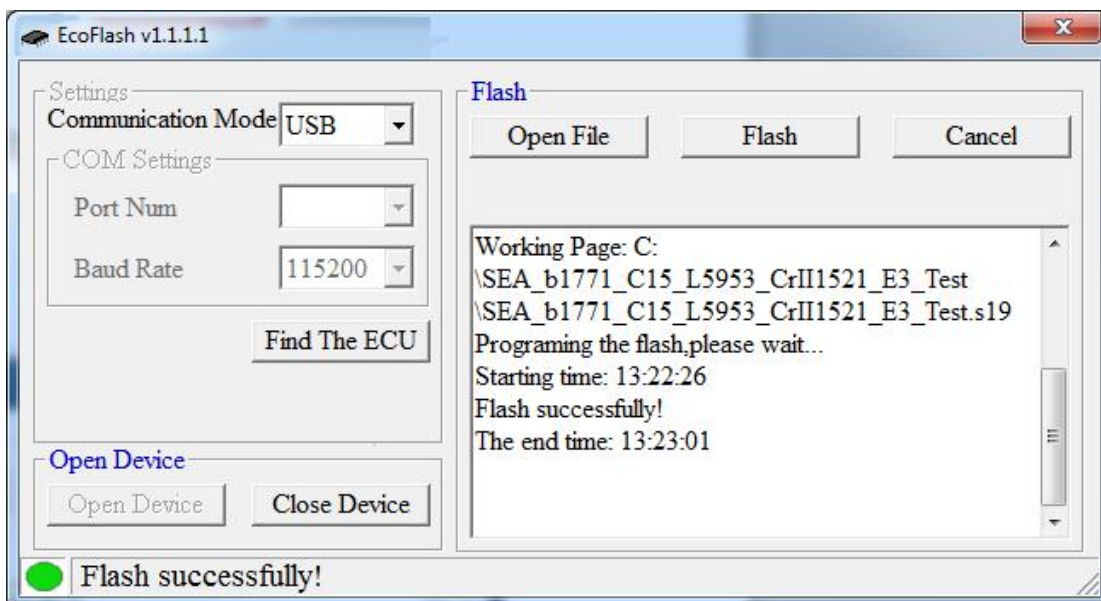 EcoFlash v1.1.1.1
Settings
Communication Mode USB
COM Settings
Port Num
Baud Rate 115200
Find The ECU
Open Device
Open Device Close Device
Flash
Open File Flash Cancel
Working Page: C:
\SEA_b1771_C15_L5953_CrII1521_E3_Test
\SEA_b1771_C15_L5953_CrII1521_E3_Test.s19
Programing the flash,please wait...
Starting time: 13:22:26
Flash successfully!
The end time: 13:23:01
Flash successfully!